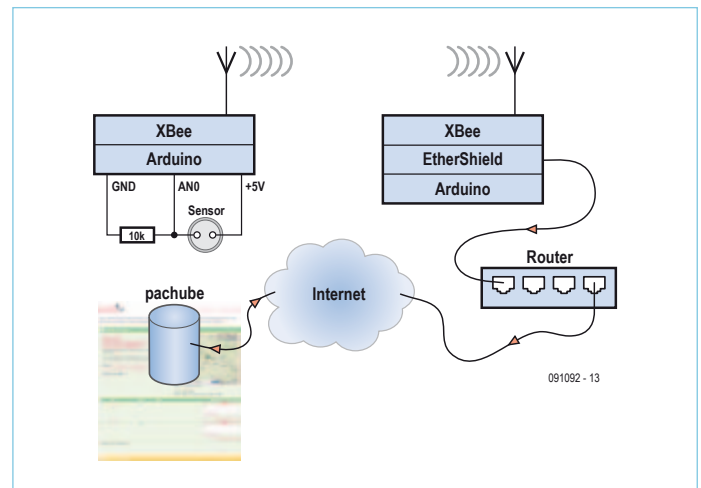 XBee
Arduino
GND AN0 +5V
Sensor
10k
XBee
EtherShield
Arduino
Router
pachube
Internet
091092 - 13